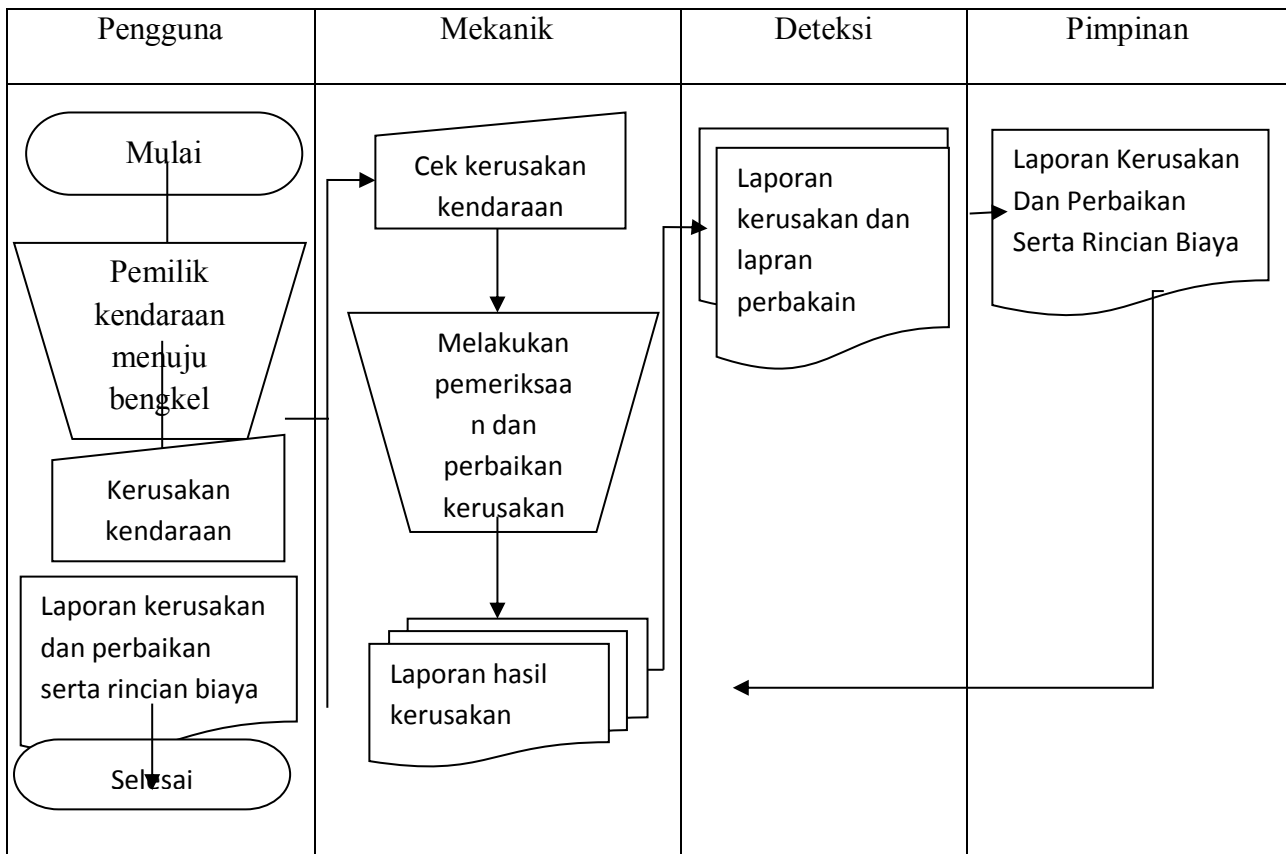 Pengguna
Mekanik
Deteksi
Pimpinan
Mulai
Pemilik
kendaraan
menuju
bengkel
Kerusakan
kendaraan
Laporan kerusakan
dan perbaikan
serta rincian biaya
Selesai
Cek kerusakan
kendaraan
Melakukan
pemeriksaa
n dan
perbaikan
kerusakan
Laporan hasil
kerusakan
Laporan
kerusakan dan
lapran
perbakain
Laporan Kerusakan
Dan Perbaikan
Serta Rincian Biaya